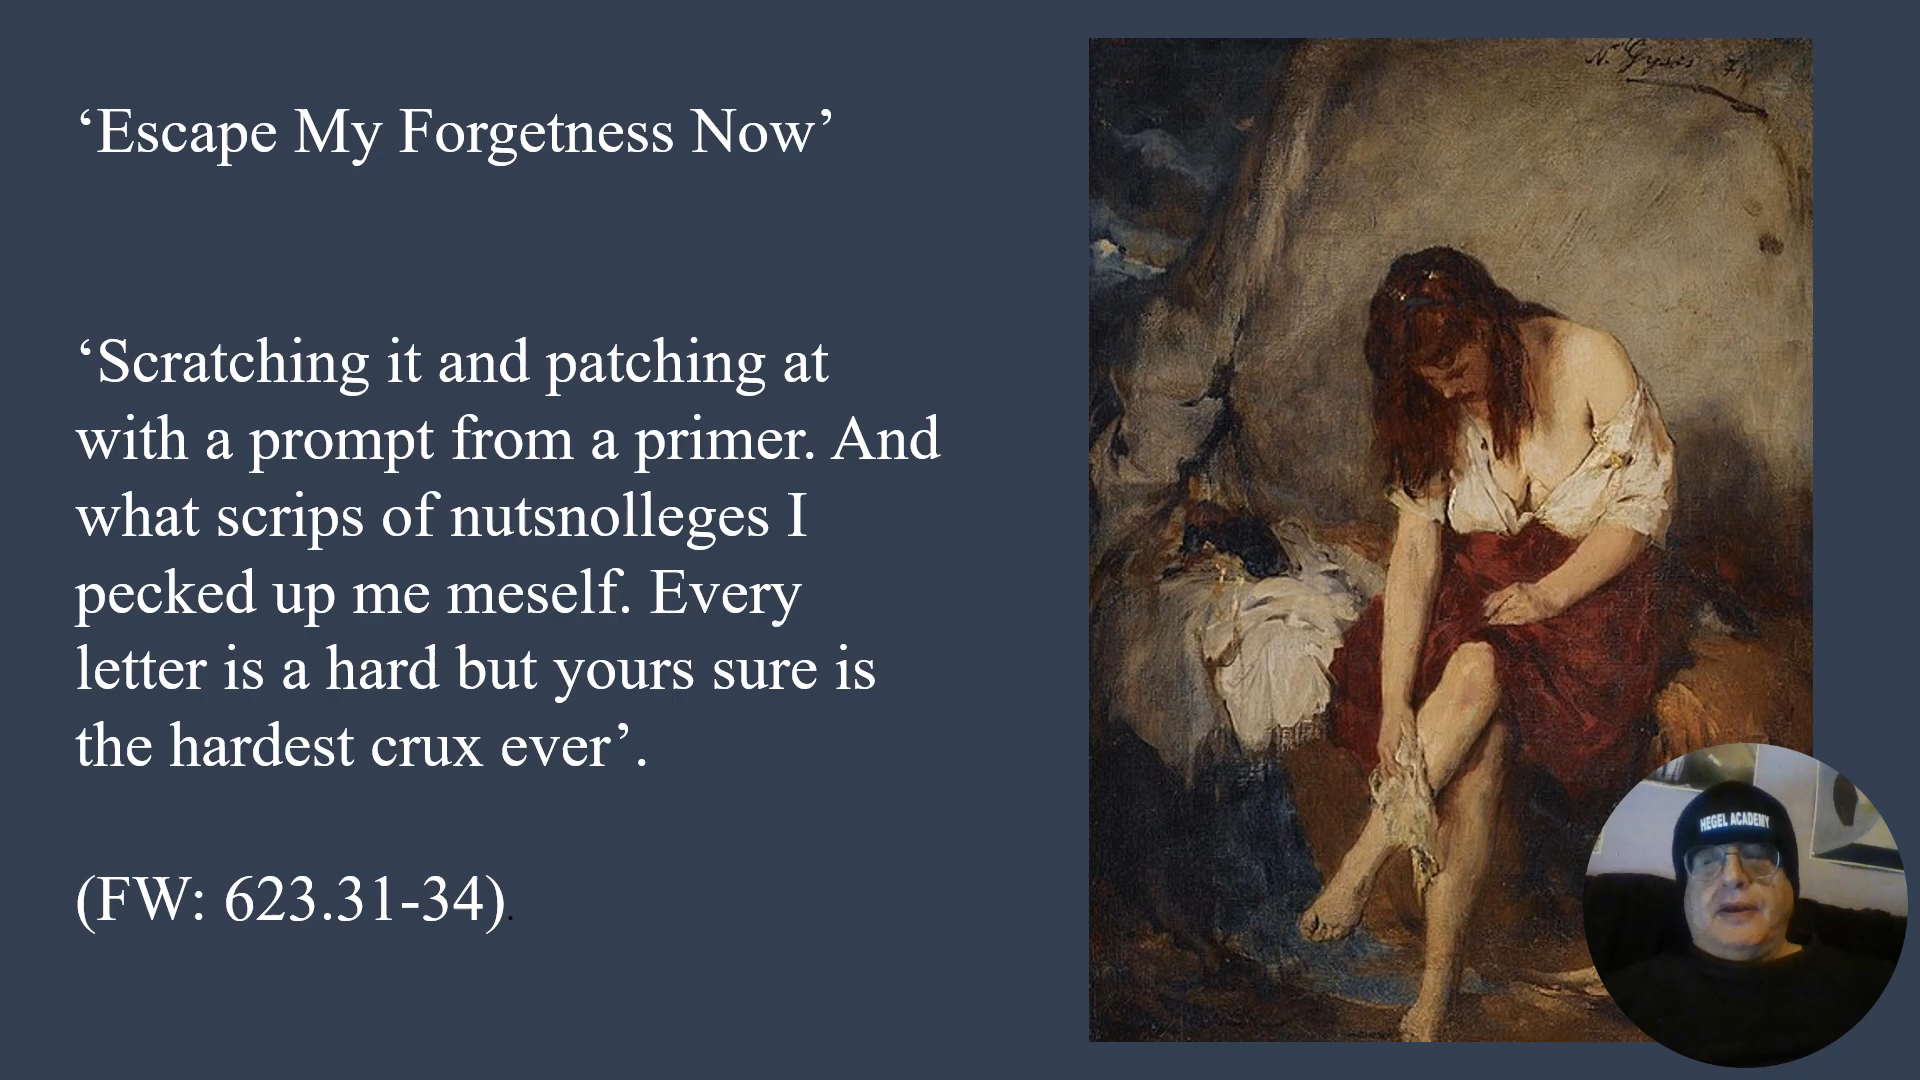 ‘Escape My Forgetness Now’
‘Scratching it and patching at
with a prompt from a primer. And
what scrips of nutsnolleges I
pecked up me meself. Every
letter is a hard but yours sure is
the hardest crux ever’.
(FW: 623.31-34).
N. Gysis
HEGEL ACADEMY